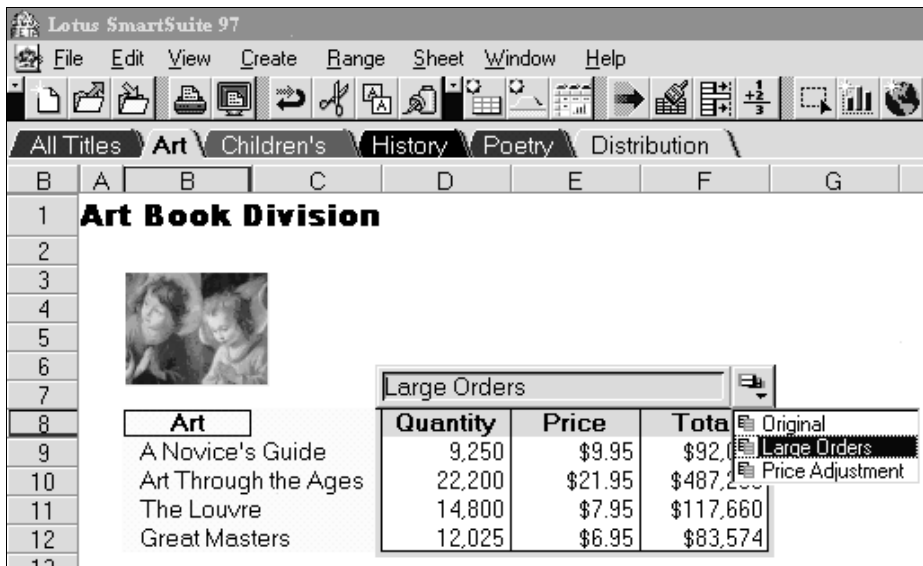 Lotus SmartSuite 97
File Edit View Create Range Sheet Window Help
All Titles Art Children's History Poetry Distribution
B A B C D E F G
1 Art Book Division
2
3
4
5
6
7 Large Orders
8 Art Quantity Price Original
9 A Novice's Guide 9,250 $9.95 Large Orders
10 Art Through the Ages 22,200 $21.95 Price Adjustment
11 The Louvre 14,800 $7.95 $117,660
12 Great Masters 12,025 $6.95 $83,574